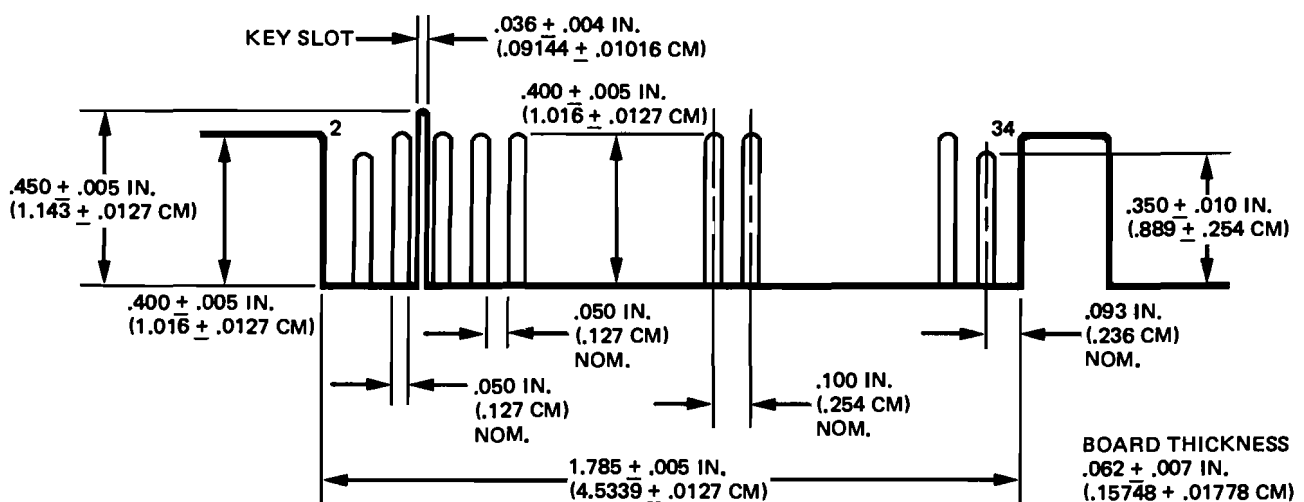 KEY SLOT
.036 ± .004 IN.
(.09144 ± .01016 CM)
.400 ± .005 IN.
(1.016 ± .0127 CM)
2
34
.450 ± .005 IN.
(1.143 ± .0127 CM)
.350 ± .010 IN.
(.889 ± .254 CM)
.400 ± .005 IN.
(1.016 ± .0127 CM)
.050 IN.
(.127 CM)
NOM.
.093 IN.
(.236 CM)
NOM.
.050 IN.
(.127 CM)
NOM.
.100 IN.
(.254 CM)
NOM.
1.785 ± .005 IN.
(4.5339 ± .0127 CM)
BOARD THICKNESS
.062 ± .007 IN.
(.15748 + .01778 CM)